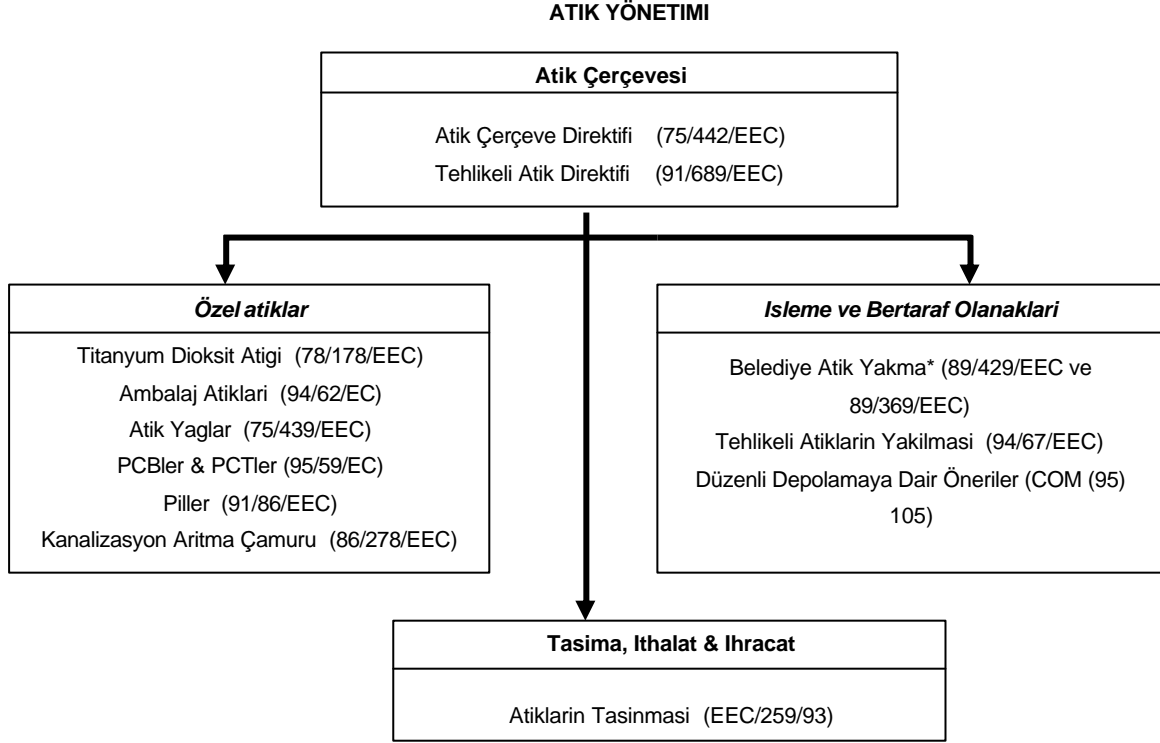 ATIK YÖNETIMI
Atik Çerçevesi
Atik Çerçeve Direktifi (75/442/EEC)
Tehlikeli Atik Direktifi (91/689/EEC)
Özel atiklar
Titanyum Dioksit Atigi (78/178/EEC)
Ambalaj Atiklari (94/62/EC)
Atik Yaglar (75/439/EEC)
PCBler & PCTler (95/59/EC)
Piller (91/86/EEC)
Kanalizasyon Aritma Çamuru (86/278/EEC)
Isleme ve Bertaraf Olanaklari
Belediye Atik Yakma* (89/429/EEC ve
89/369/EEC)
Tehlikeli Atiklarin Yakilmasi (94/67/EEC)
Düzenli Depolamaya Dair Öneriler (COM (95)
105)
Tasima, Ithalat & Ihracat
Atiklarin Tasinmasi (EEC/259/93)